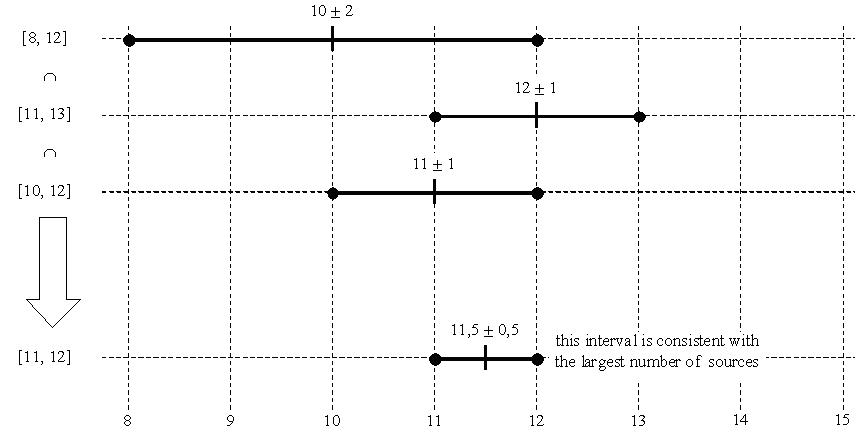 10 ± 2
[8, 12]
∩
12 ± 1
[11, 13]
∩
11 ± 1
[10, 12]
11,5 ± 0,5
this interval is consistent with
[11, 12]
the largest number of sources
8 9 10 11 12 13 14 15